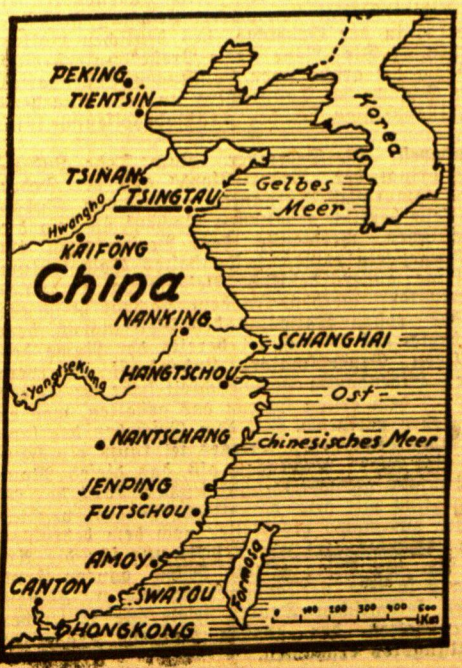 PEKING
TIENTSIN
Korea
TSINAN
TSINGTAU
Gelbes
Meer
Hwangho
KAIFÖNG
China
NANKING
SCHANGHAI
Yangtsekiang
HANGTSCHOU
Ost
chinesisches Meer
NANTSCHANG
JENPING
FUTSCHOU
AMOY
Formosa
CANTON
SWATOU
HONGKONG
0 100 200 300 400 500
Km